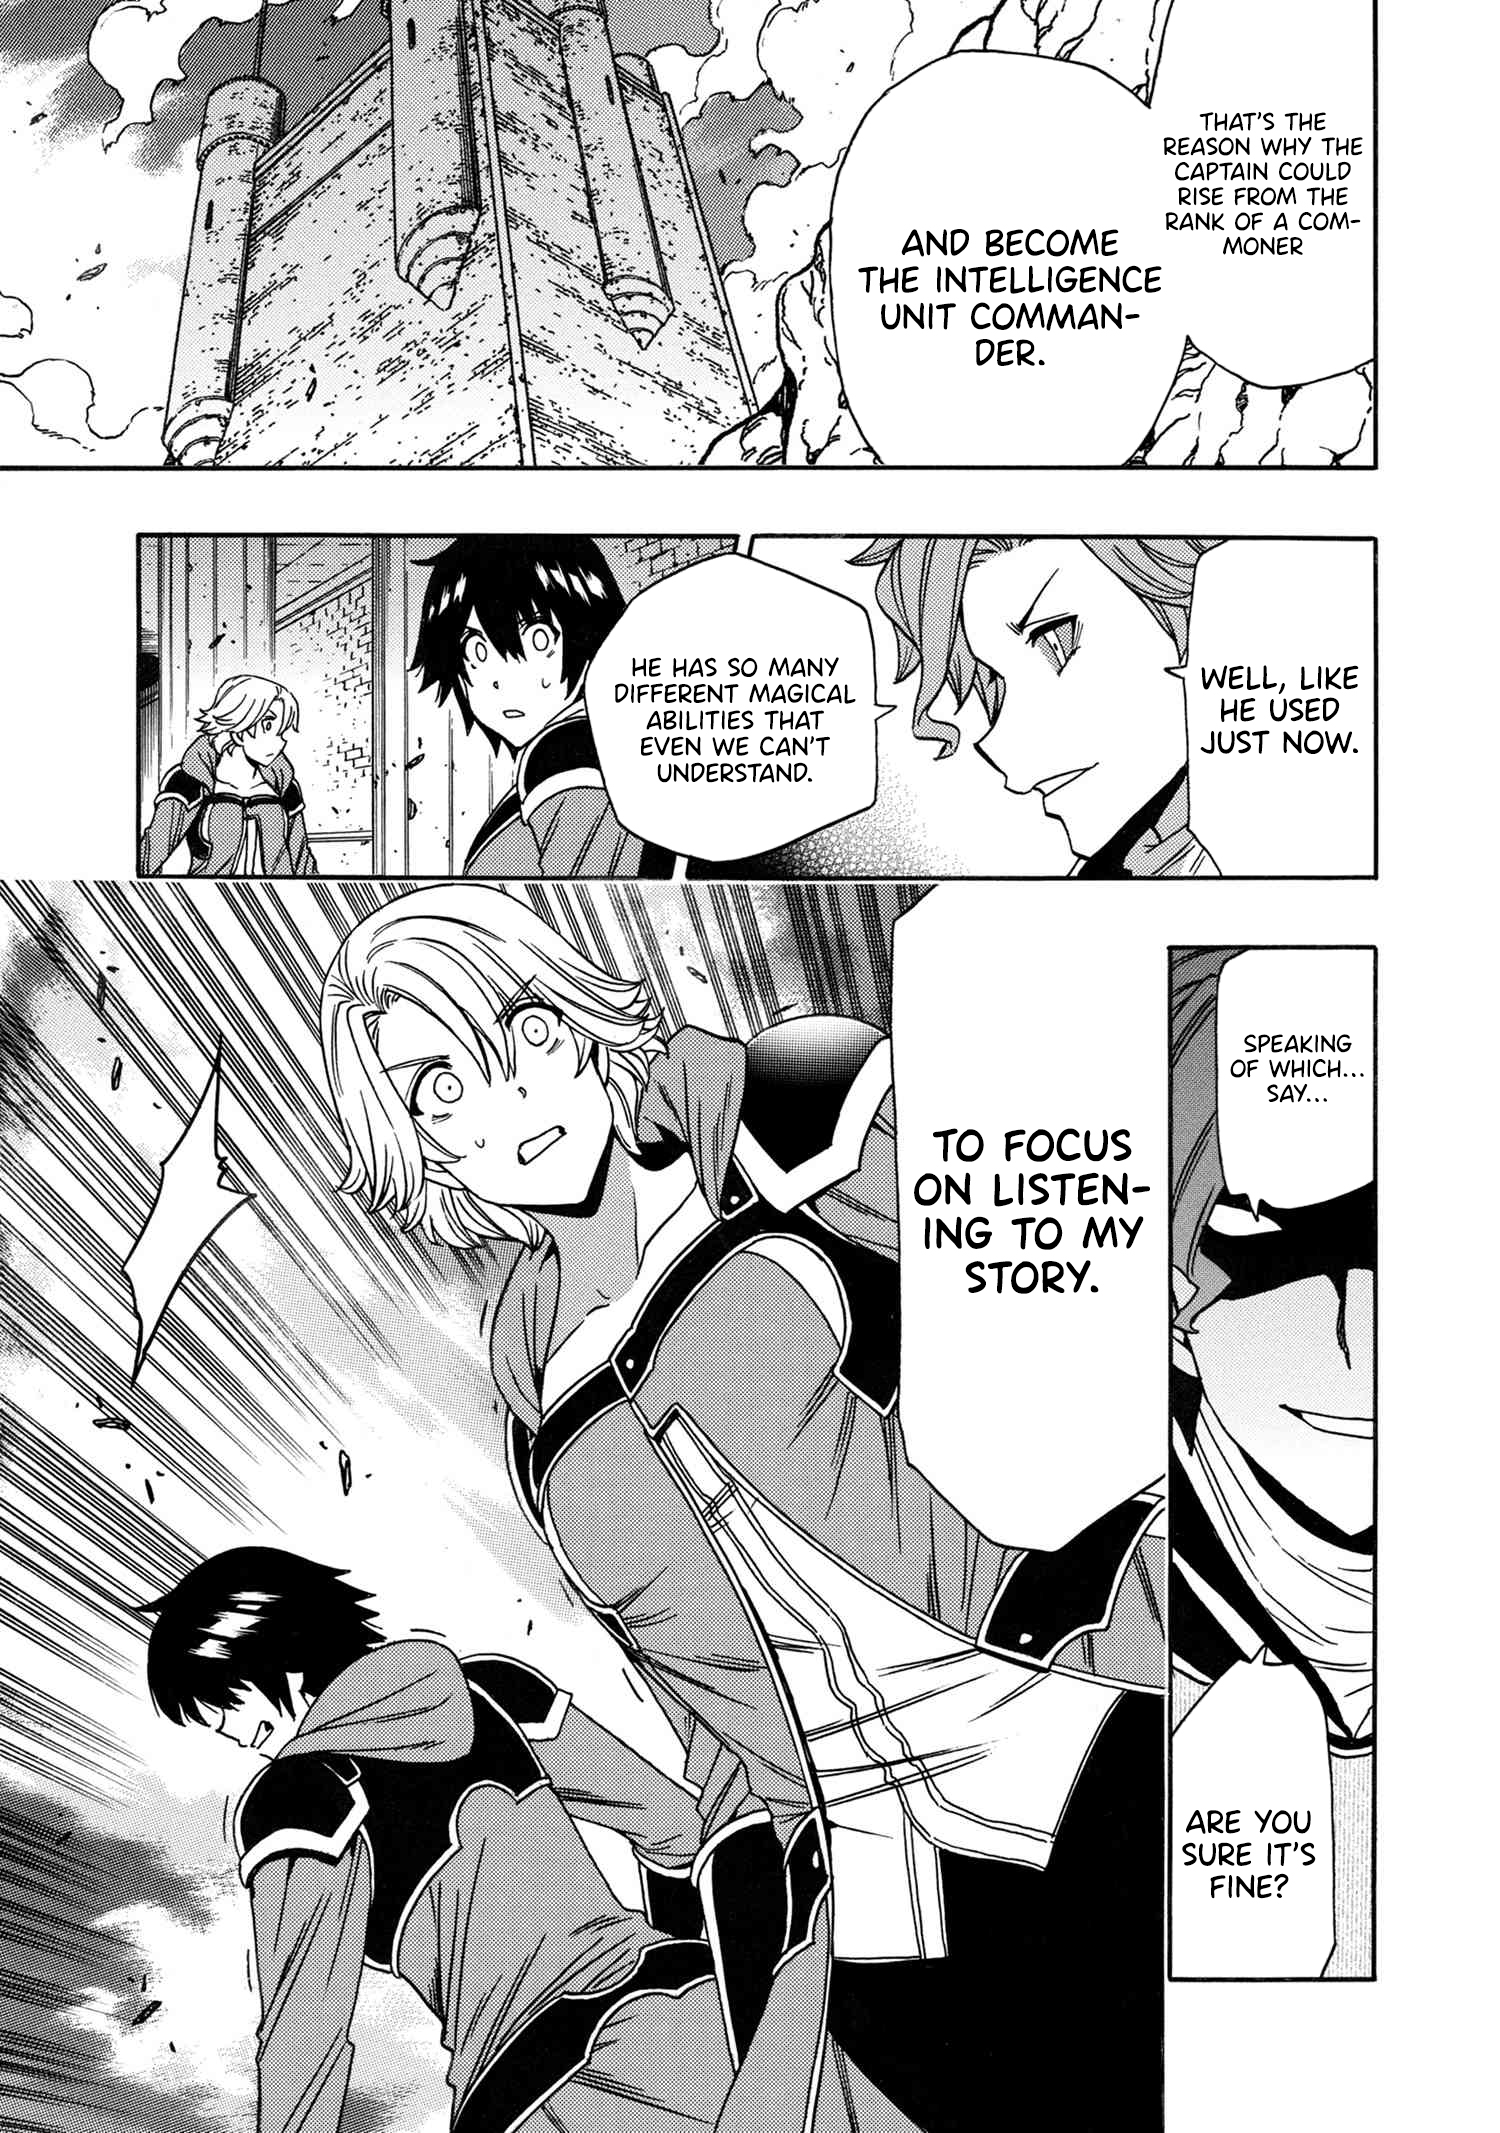 THAT'S THE
REASON WHY THE
CAPTAIN COULD
RISE FROM THE
RANK OF A COM-
MONER
AND BECOME
THE INTELLIGENCE
UNIT COMMAN-
DER.
WELL, LIKE
HE USED
JUST NOW.
HE HAS SO MANY
DIFFERENT MAGICAL
ABILITIES THAT
EVEN WE CAN'T
UNDERSTAND.
SPEAKING
OF WHICH...
SAY...
ARE YOU
SURE IT'S
FINE?
TO FOCUS
ON LISTEN-
ING TO MY
STORY.